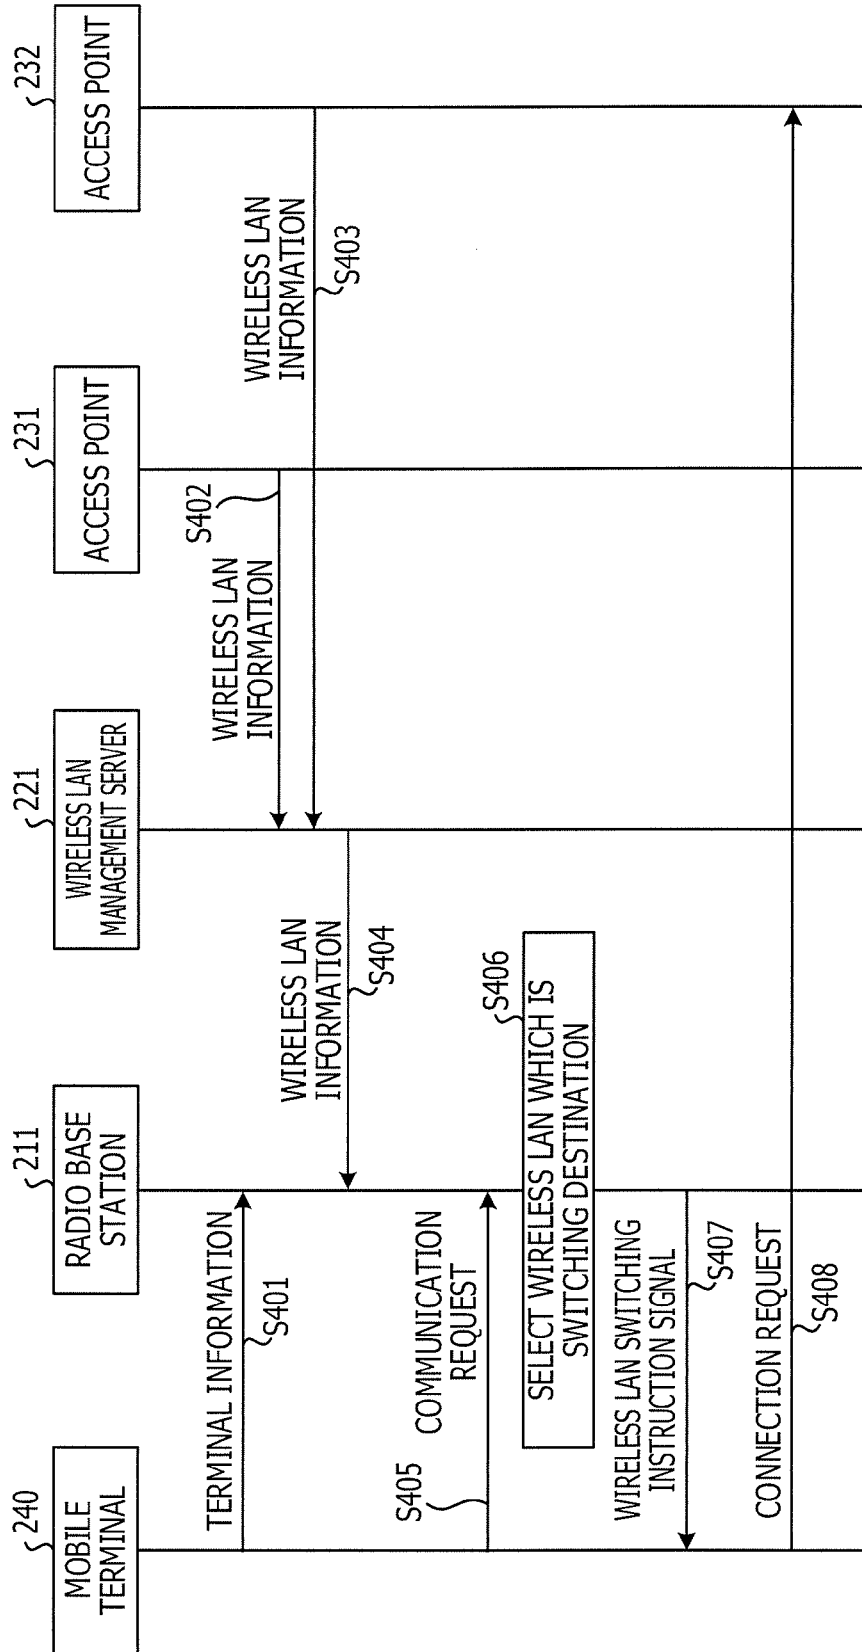 240
MOBILE
TERMINAL
211
RADIO BASE
STATION
221
WIRELESS LAN
MANAGEMENT SERVER
231
ACCESS POINT
232
ACCESS POINT
TERMINAL INFORMATION
S401
WIRELESS LAN
INFORMATION
S402
WIRELESS LAN
INFORMATION
S403
WIRELESS LAN
INFORMATION
S404
S405
COMMUNICATION
REQUEST
S406
SELECT WIRELESS LAN WHICH IS
SWITCHING DESTINATION
WIRELESS LAN SWITCHING
INSTRUCTION SIGNAL
S407
CONNECTION REQUEST
S408